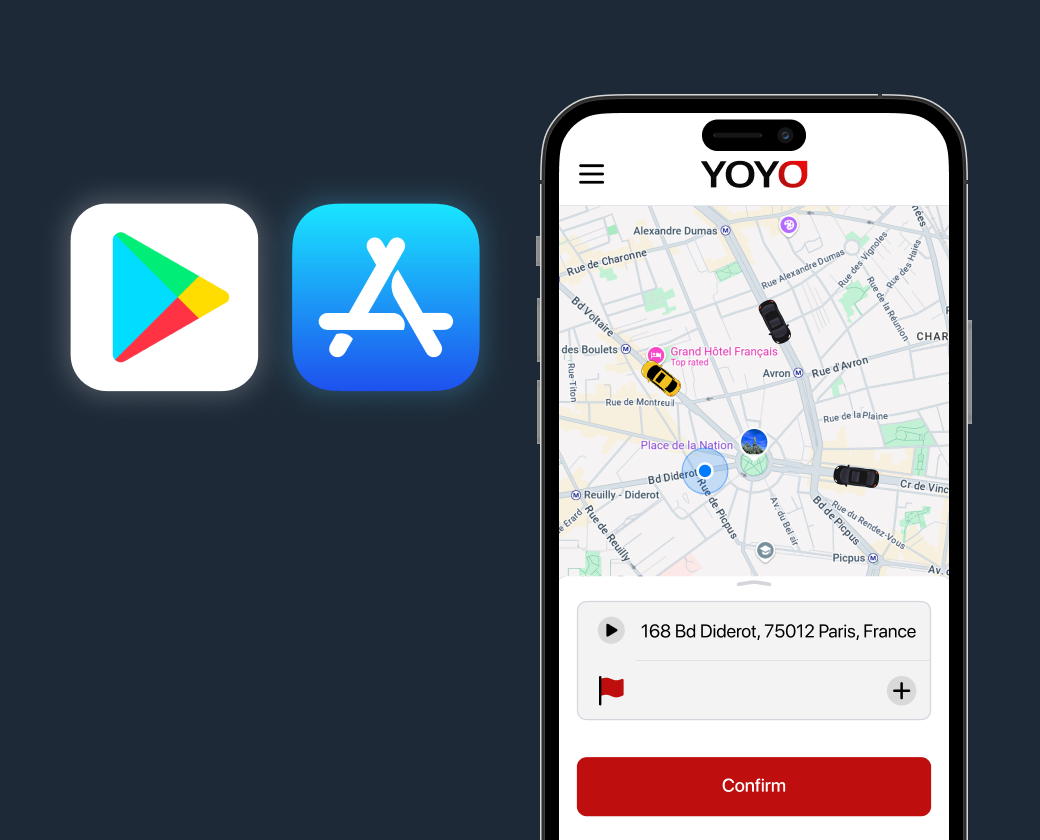 YOYO
ées
Alexandre Dumas
Rue de Charonne
Rue Alexandre Dumas
Rue des Vignoles
Rue des Haies
Rue de la Réunion
Bd Voltaire
CHAR
des Boulets
Grand Hôtel Français
Top rated
Avron
Rue d'Avron
Rue Titon
Rue de Montreuil
Rue de la Plaine
Place de la Nation
Bd Diderot
Cr de Vinc
Reuilly - Diderot
Rue de Picpus
Av. du Bel air
Bd de Picpus
Rue du Rendez-Vous
e Erard
Rue de Reuilly
Picpus
Av. d
168 Bd Diderot, 75012 Paris, France
Confirm